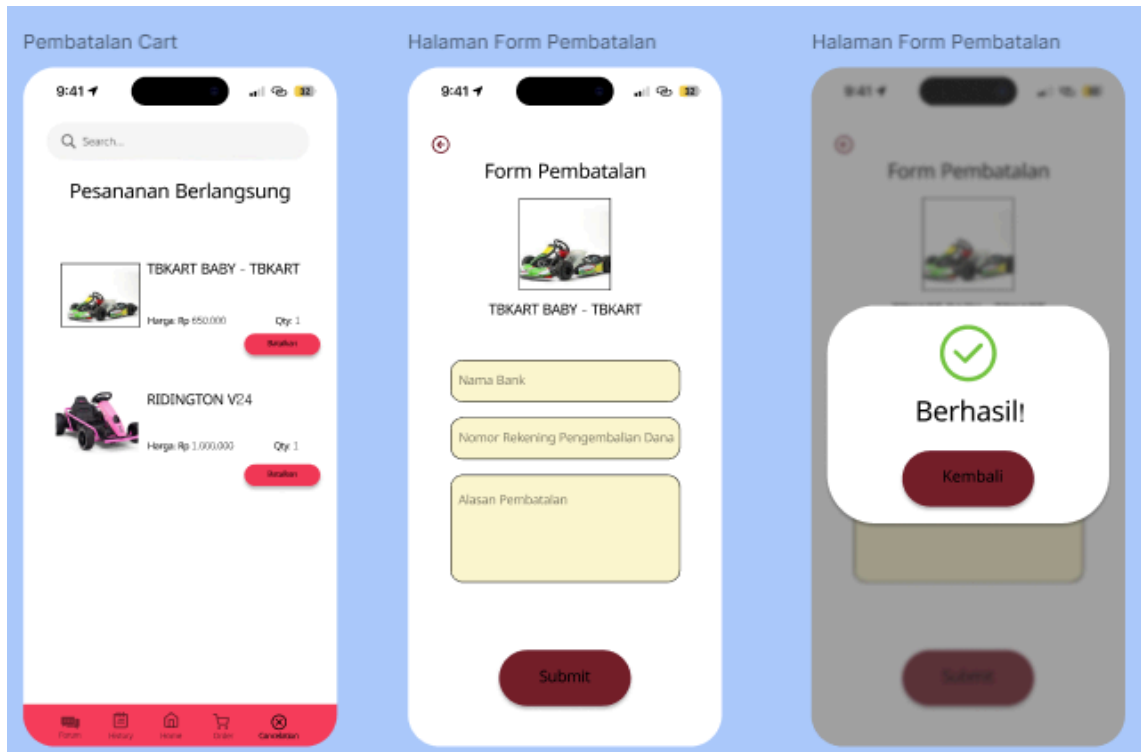 Pembatalan Cart
9:41
32
Search...
Pesananan Berlangsung
TBKART BABY - TBKART
Harga: Rp 650.000
Qty: 1
Batalkan
RIDINGTON V24
Harga: Rp 1.000.000
Qty: 1
Batalkan
Forum
History
Home
Order
Cancelation
Halaman Form Pembatalan
9:41
32
Form Pembatalan
TBKART BABY - TBKART
Nama Bank
Nomor Rekening Pengembalian Dana
Alasan Pembatalan
Submit
Halaman Form Pembatalan
9:41
Form Pembatalan
Berhasil!
Kembali
Submit